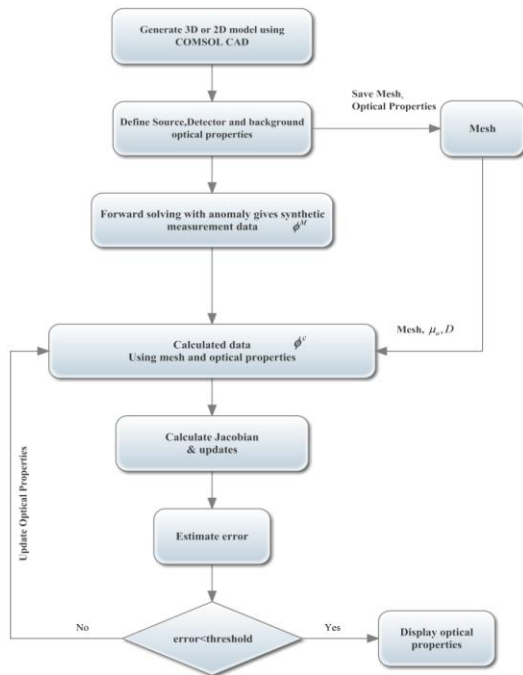 Generate 3D or 2D model using
COMSOL CAD
Save Mesh,
Optical Properties
Define Source,Detector and background
optical properties
Mesh
Forward solving with anomaly gives synthetic
measurement data ϕᴹ
Mesh, μₐ, D
Calculated data ϕᶜ
Using mesh and optical properties
Calculate Jacobian
& updates
Update Optical Properties
Estimate error
No
error<threshold
Yes
Display optical
properties